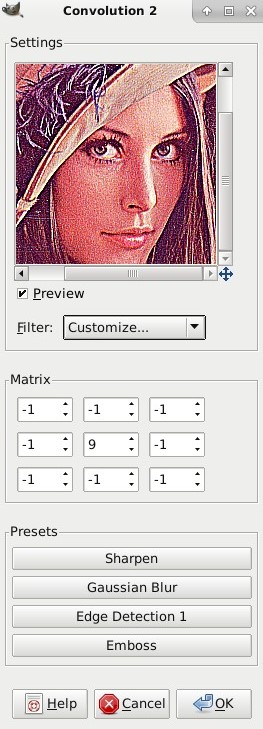 Convolution 2
Settings
Preview
Filter: Customize...
Matrix
-1 -1 -1
-1 9 -1
-1 -1 -1
Presets
Sharpen
Gaussian Blur
Edge Detection 1
Emboss
Help Cancel OK